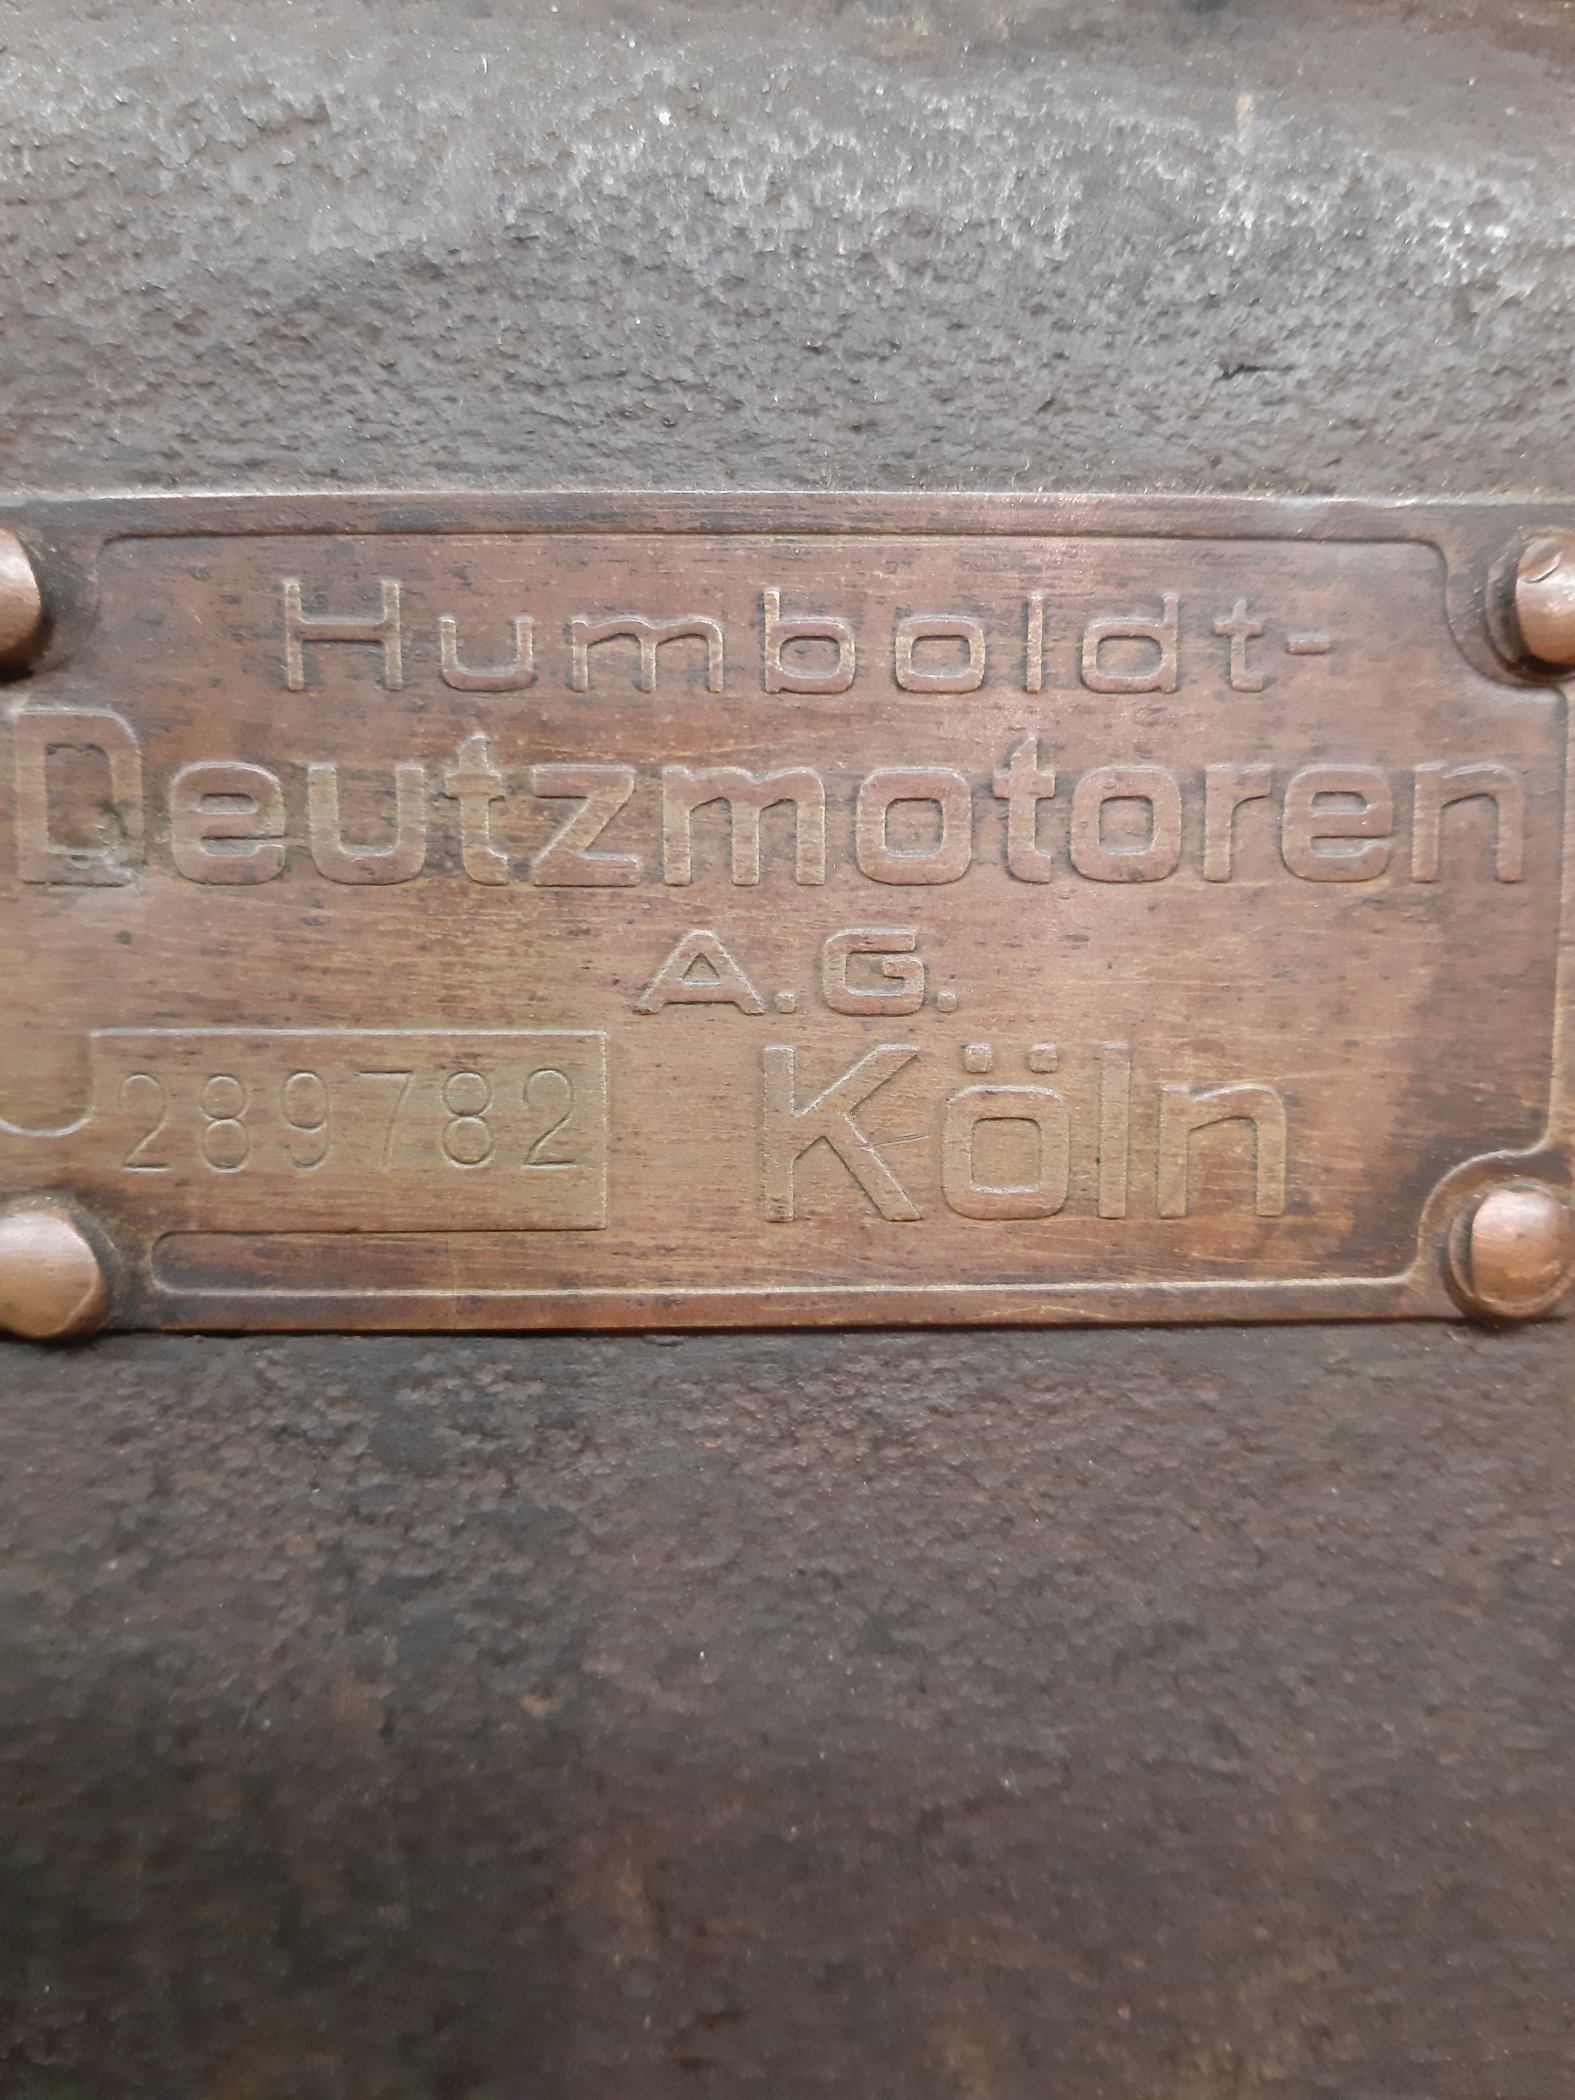 Humboldt-
Deutzmotoren
A.G.
289782 Köln